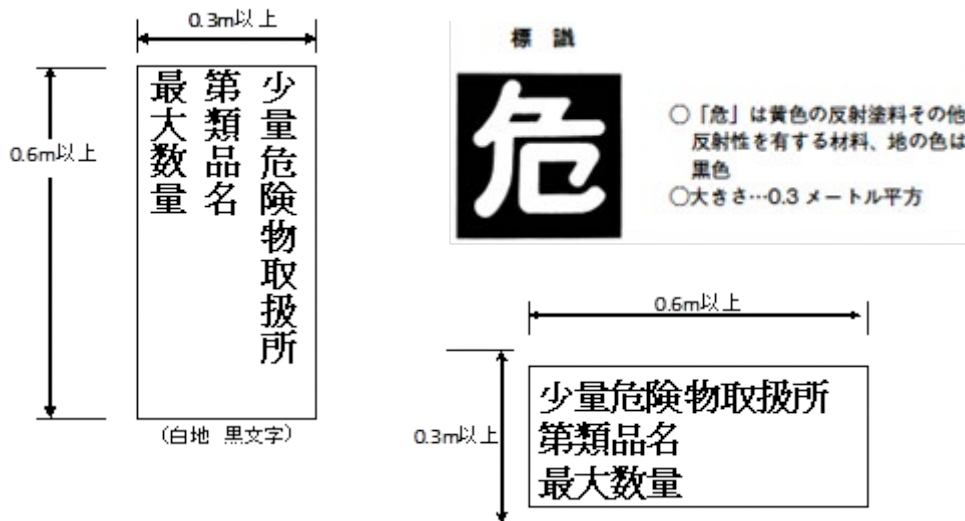 0.3m以上
0.6m以上
少量危険物取扱所
第類品名
最大数量
(白地 黒文字)
標 識
危
○「危」は黄色の反射塗料その他
反射性を有する材料、地の色は
黒色
○大きさ…0.3メートル平方
0.6m以上
0.3m以上
少量危険物取扱所
第類品名
最大数量